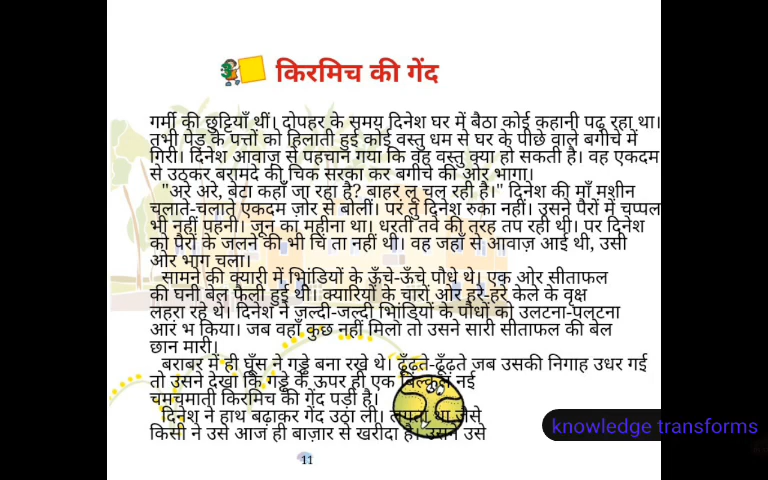 किरमिच की गेंद
गर्मी की छुट्टियाँ थीं। दोपहर के समय दिनेश घर में बैठा कोई कहानी पढ़ रहा था।
तभी पेड़ के पत्तों को हिलाती हुई कोई वस्तु धम से घर के पीछे वाले बगीचे में
गिरी। दिनेश आवाज़ से पहचान गया कि वह वस्तु क्या हो सकती है। वह एकदम
से उठकर बरामदे की चिक सरका कर बगीचे की ओर भागा।
"अरे अरे, बेटा कहाँ जा रहा है? बाहर लू चल रही है।" दिनेश की माँ मशीन
चलाते-चलाते एकदम ज़ोर से बोलीं। परं तु दिनेश रुका नहीं। उसने पैरों में चप्पल
भी नहीं पहनी। जून का महीना था। धरती तवे की तरह तप रही थी। पर दिनेश
को पैरों के जलने की भी चिं ता नहीं थी। वह जहाँ से आवाज़ आई थी, उसी
ओर भाग चला।
सामने की क्यारी में भिंडियों के ऊँचे-ऊँचे पौधे थे। एक ओर सीताफल
की घनी बेल फैली हुई थी। क्यारियों के चारों ओर हरे-हरे केले के वृक्ष
लहरा रहे थे। दिनेश ने जल्दी-जल्दी भिंडियों के पौधों को उलटना-पलटना
आरं भ किया। जब वहाँ कुछ नहीं मिला तो उसने सारी सीताफल की बेल
छान मारी।
बराबर में ही घूँस ने गड्ढे बना रखे थे। ढूँढ़ते-ढूँढ़ते जब उसकी निगाह उधर गई
तो उसने देखा कि गड्ढे के ऊपर ही एक बिल्कुल नई
चमचमाती किरमिच की गेंद पड़ी है।
दिनेश ने हाथ बढ़ाकर गेंद उठा ली। लगता था जैसे
किसी ने उसे आज ही बाज़ार से खरीदा है। उसने उसे
knowledge transforms
11